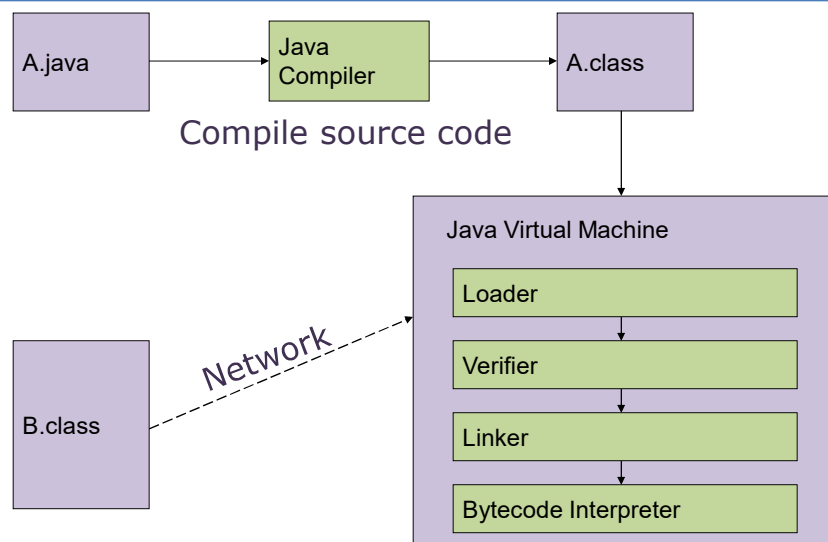 A.java
Java
Compiler
A.class
Compile source code
Java Virtual Machine
Loader
Network
Verifier
B.class
Linker
Bytecode Interpreter